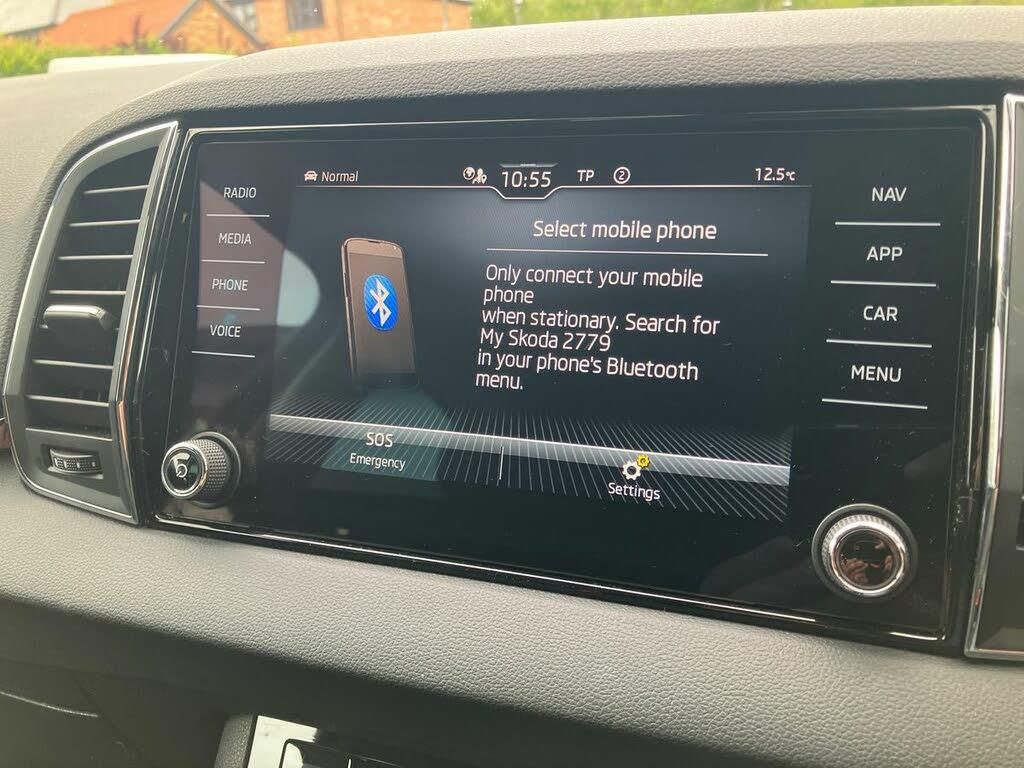 Normal
10:55
TP
2
12.5°C
RADIO
MEDIA
PHONE
VOICE
Select mobile phone
Only connect your mobile
phone
when stationary. Search for
My Skoda 2779
in your phone's Bluetooth
menu.
SOS
Emergency
Settings
NAV
APP
CAR
MENU